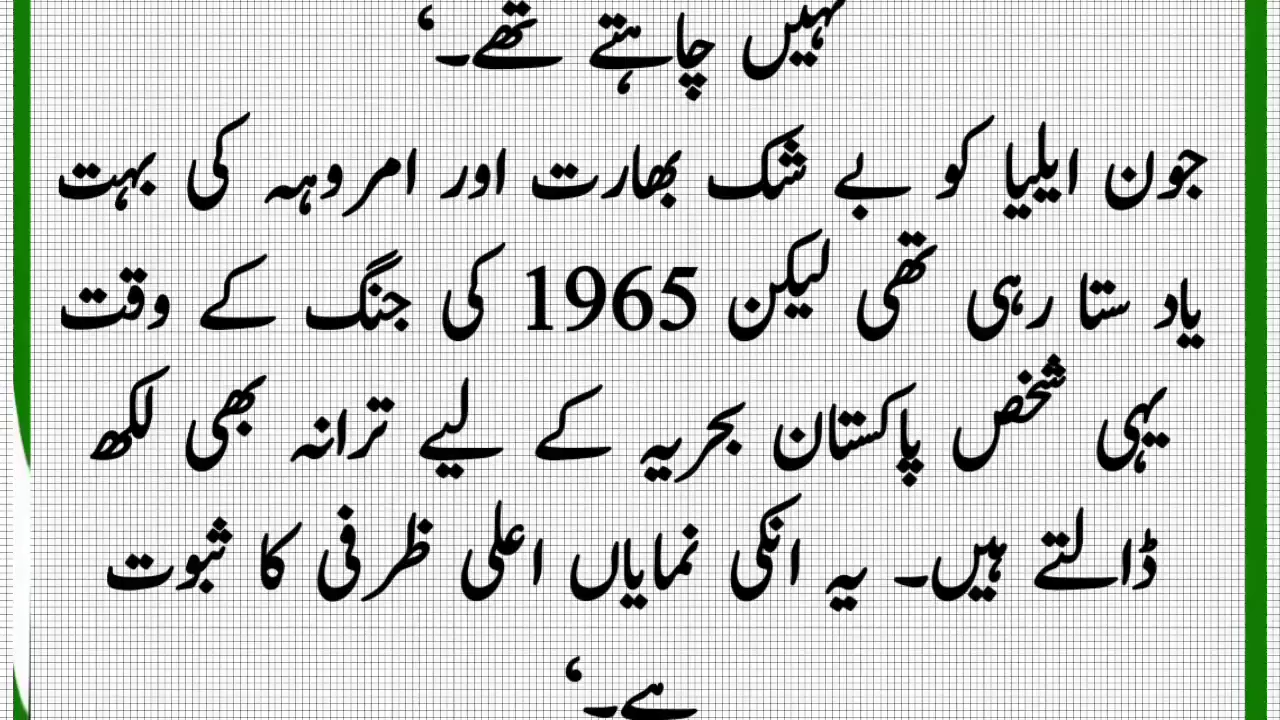 نہیں چاہتے تھے۔‘
جون ایلیا کو بے شک بھارت اور امروہہ کی بہت
یاد ستا رہی تھی لیکن 1965 کی جنگ کے وقت
یہی شخص پاکستان بحریہ کے لیے ترانہ بھی لکھ
ڈالتے ہیں۔ یہ انکی نمایاں اعلی ظرفی کا ثبوت
ہے۔‘